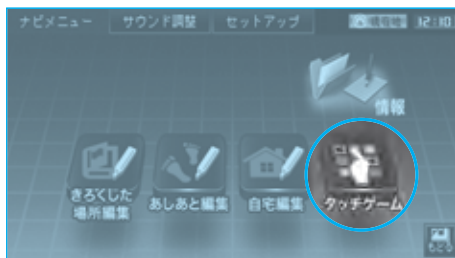 ナビメニュー
サウンド調整
セットアップ
12:10
情報
きろくした
場所編集
あしあと編集
自宅編集
タッチゲーム
もどる